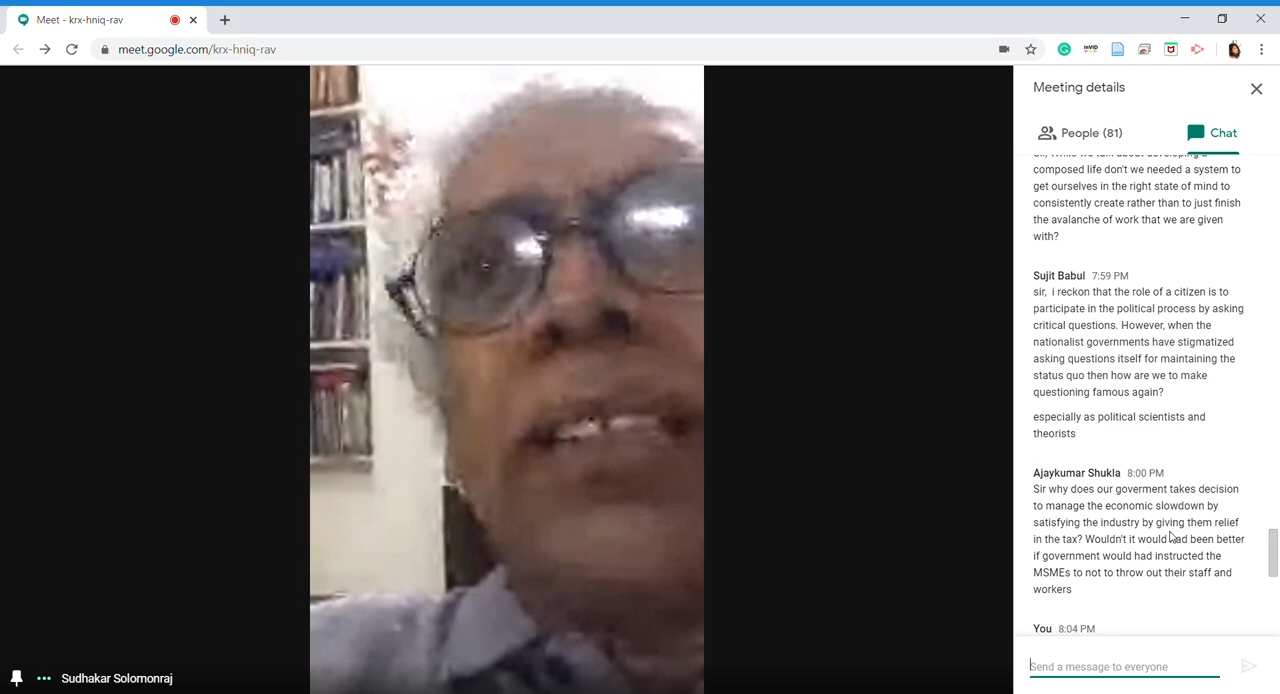 Meet - krx-hniq-rav
meet.google.com/krx-hniq-rav
Meeting details
People (81)
Chat
Sir, while we talk about developing a
composed life don't we needed a system to
get ourselves in the right state of mind to
consistently create rather than to just finish
the avalanche of work that we are given
with?
Sujit Babul 7:59 PM
sir, i reckon that the role of a citizen is to
participate in the political process by asking
critical questions. However, when the
nationalist governments have stigmatized
asking questions itself for maintaining the
status quo then how are we to make
questioning famous again?
especially as political scientists and
theorists
Ajaykumar Shukla 8:00 PM
Sir why does our goverment takes decision
to manage the economic slowdown by
satisfying the industry by giving them relief
in the tax? Wouldn't it would had been better
if government would had instructed the
MSMEs to not to throw out their staff and
workers
You 8:04 PM
Send a message to everyone
Sudhakar Solomonraj